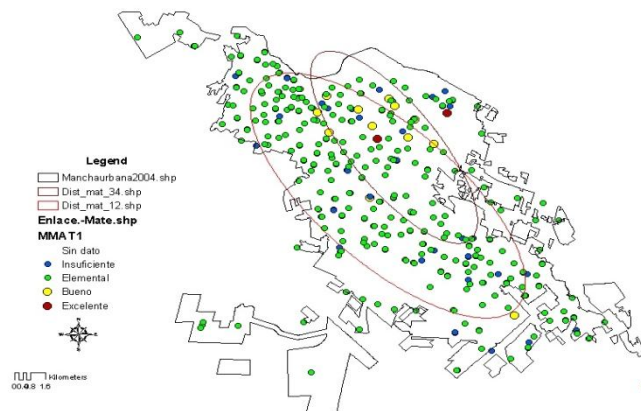 Legend
Manchaurbana2004.shp
Dist_mat_34.shp
Dist_mat_12.shp
Enlace.-Mate.shp
MMAT1
Sin dato
Insuficiente
Elemental
Bueno
Excelente
N
W E
S
Kilometers